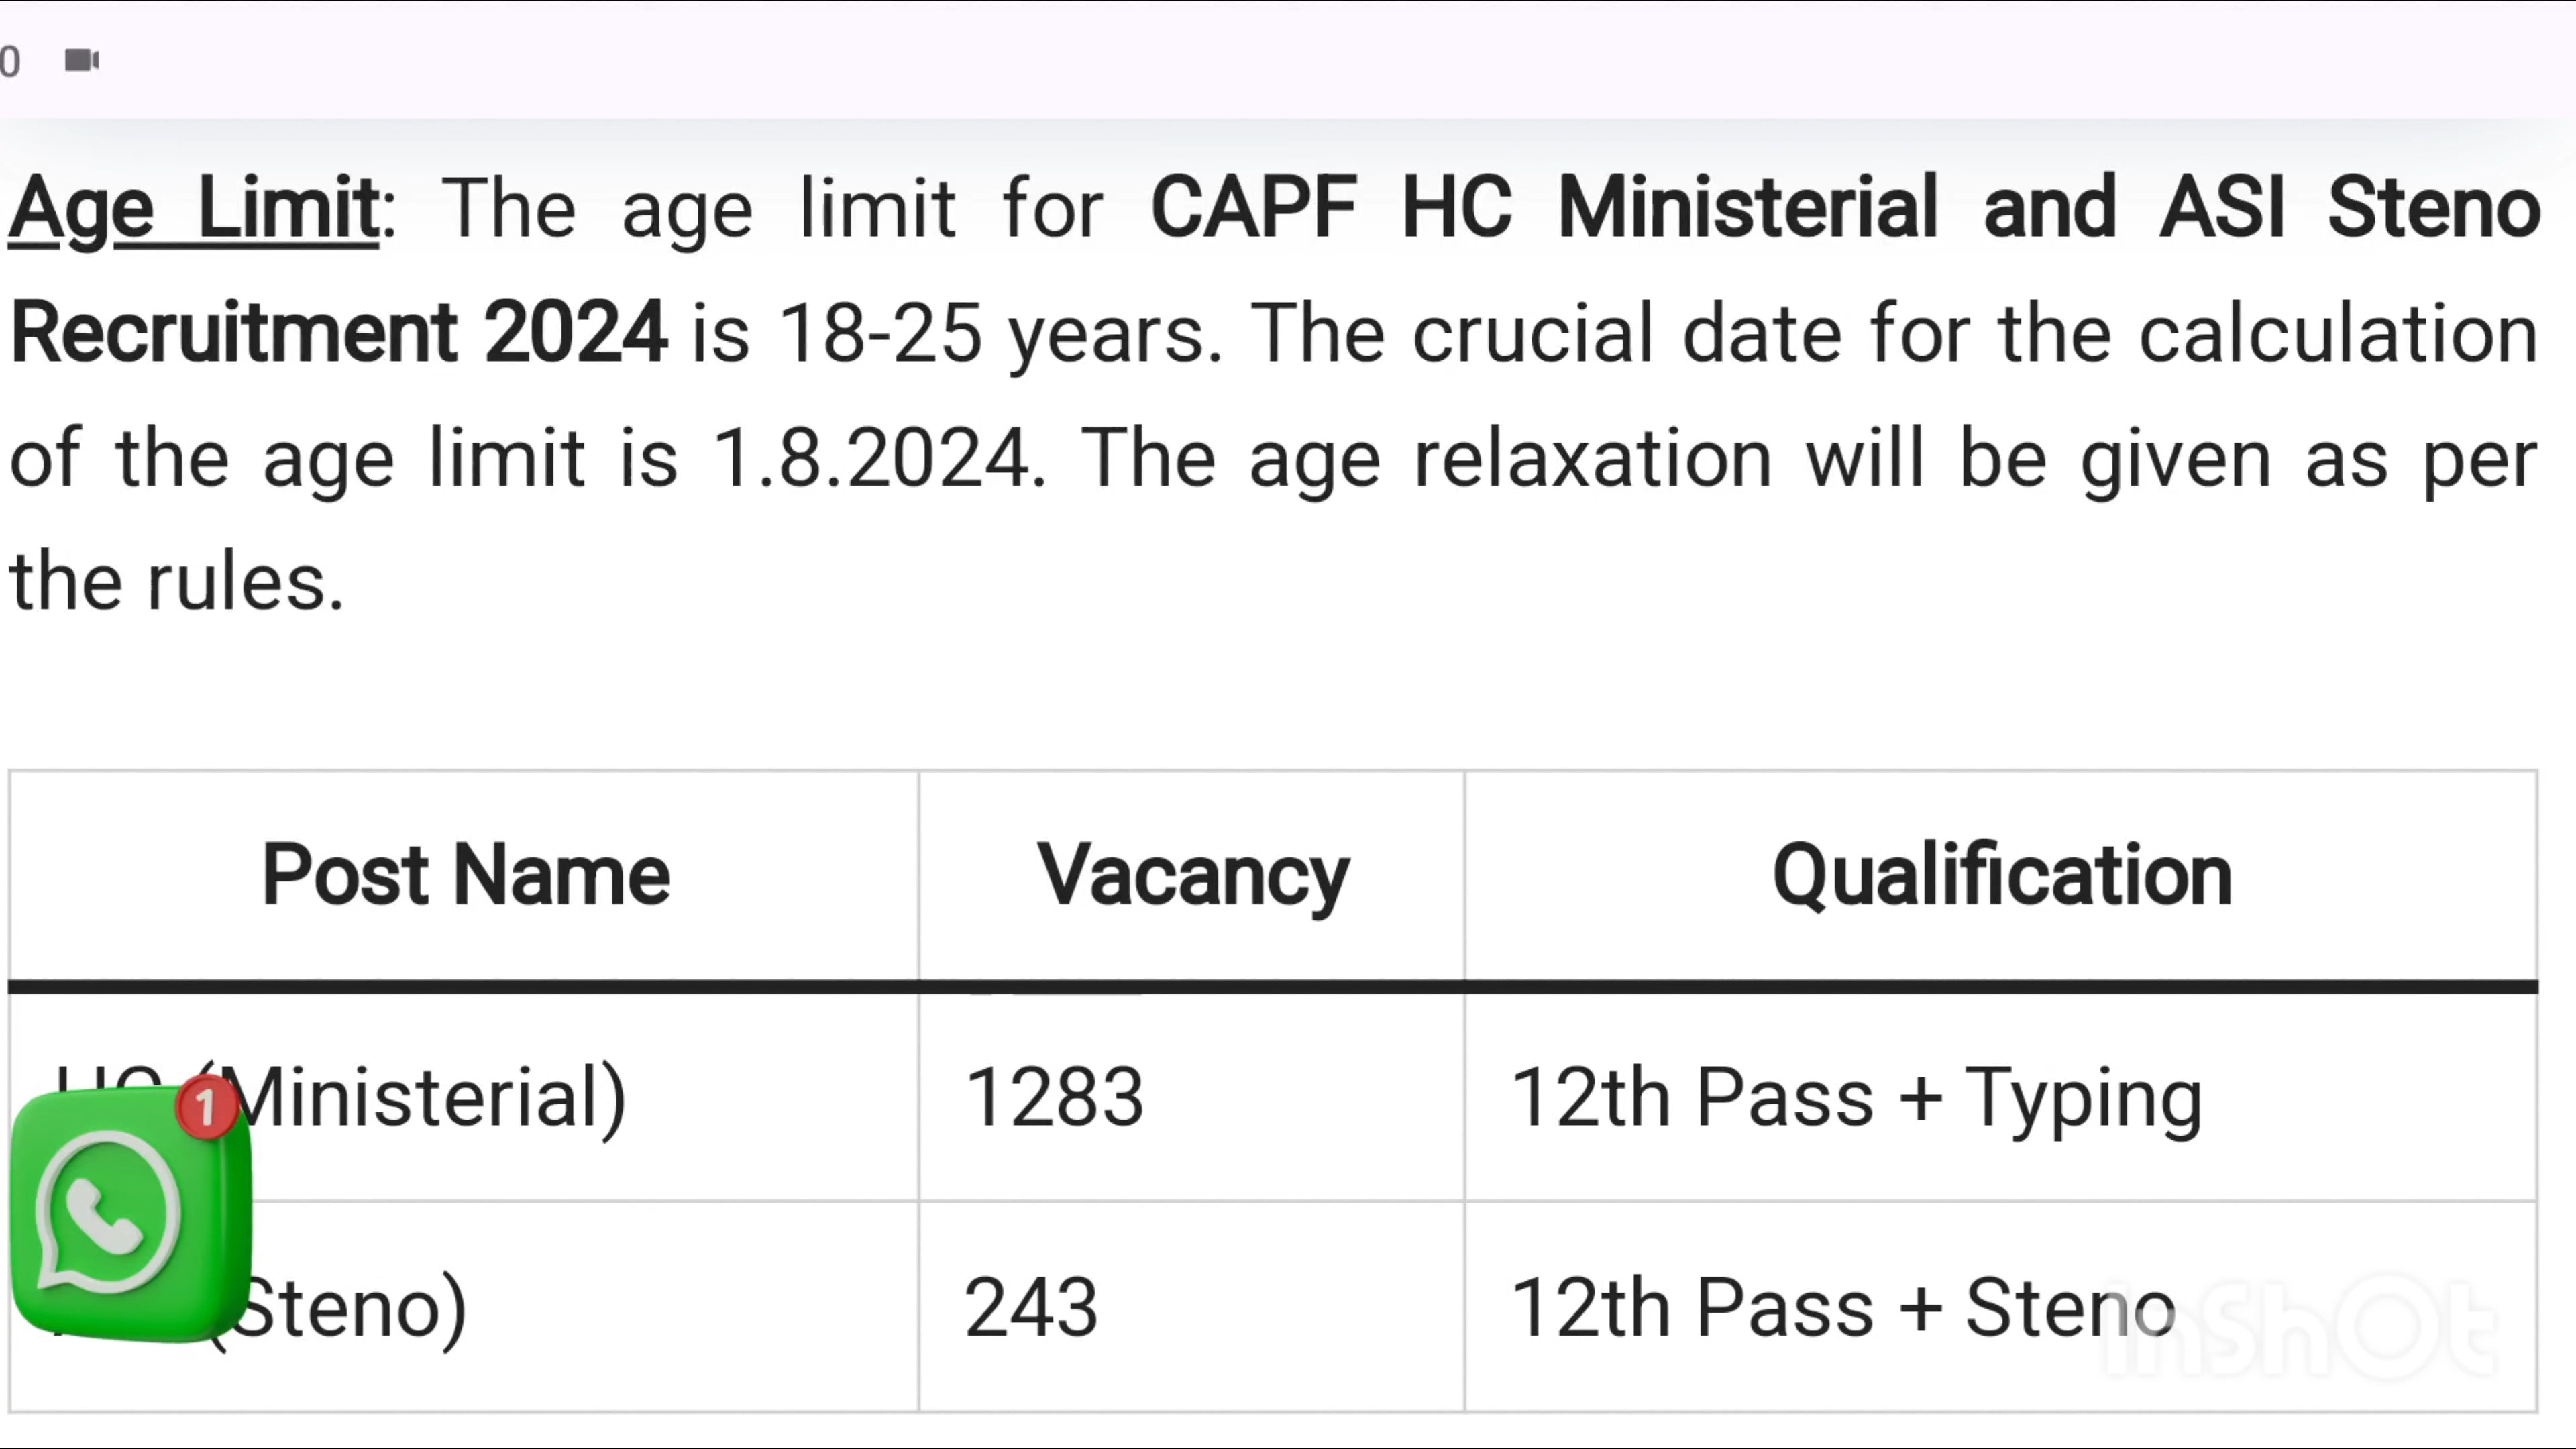 0
Age Limit: The age limit for CAPF HC Ministerial and ASI Steno
Recruitment 2024 is 18-25 years. The crucial date for the calculation
of the age limit is 1.8.2024. The age relaxation will be given as per
the rules.
Post Name Vacancy Qualification
(Ministerial) 1283 12th Pass + Typing
1
(Steno) 243 12th Pass + Steno
InShOt